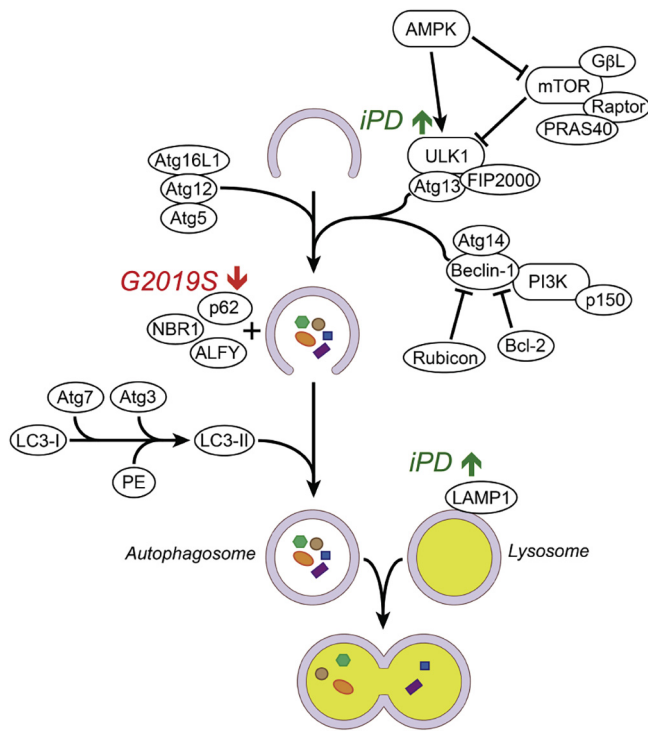 AMPK
GβL
mTOR
Raptor
PRAS40
iPD
ULK1
Atg13
FIP2000
Atg16L1
Atg12
Atg5
Atg14
Beclin-1
PI3K
p150
Rubicon
Bcl-2
G2019S
p62
NBR1
ALFY
+
Atg7
Atg3
LC3-I
LC3-II
PE
iPD
LAMP1
Autophagosome
Lysosome